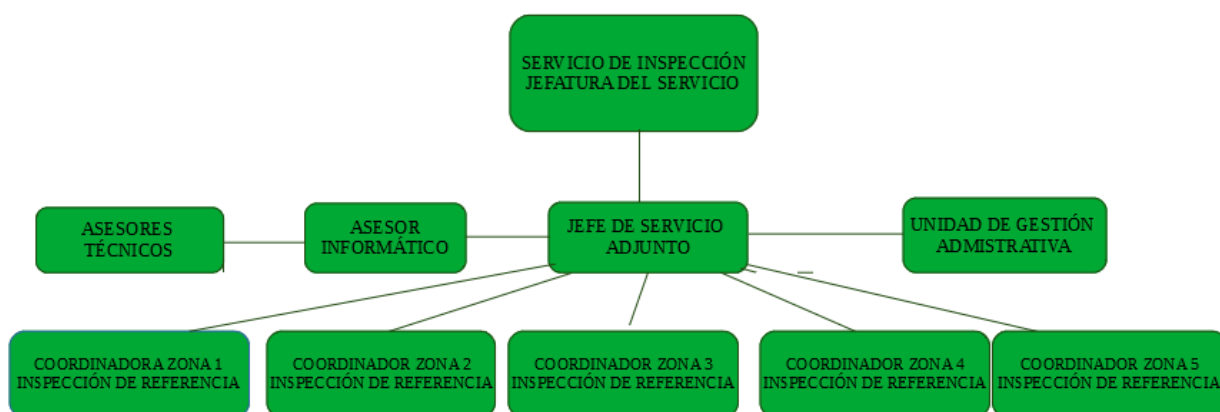 SERVICIO DE INSPECCIÓN
JEFATURA DEL SERVICIO
ASESORES
TÉCNICOS
ASESOR
INFORMÁTICO
JEFE DE SERVICIO
ADJUNTO
UNIDAD DE GESTIÓN
ADMISTRATIVA
COORDINADORA ZONA 1
INSPECCIÓN DE REFERENCIA
COORDINADOR ZONA 2
INSPECCIÓN DE REFERENCIA
COORDINADOR ZONA 3
INSPECCIÓN DE REFERENCIA
COORDINADOR ZONA 4
INSPECCIÓN DE REFERENCIA
COORDINADOR ZONA 5
INSPECCIÓN DE REFERENCIA